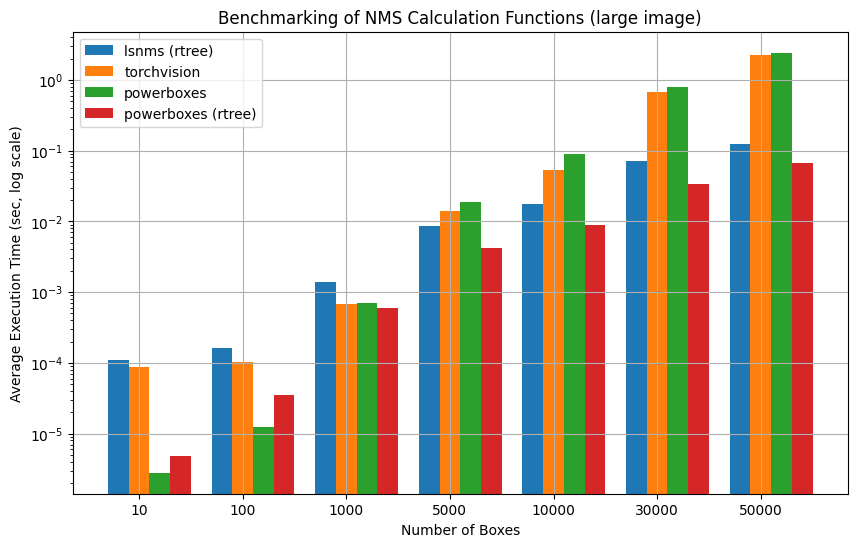 Benchmarking of NMS Calculation Functions (large image)
lsnms (rtree)
torchvision
powerboxes
powerboxes (rtree)
Average Execution Time (sec, log scale)
10⁰
10⁻¹
10⁻²
10⁻³
10⁻⁴
10⁻⁵
10 100 1000 5000 10000 30000 50000
Number of Boxes